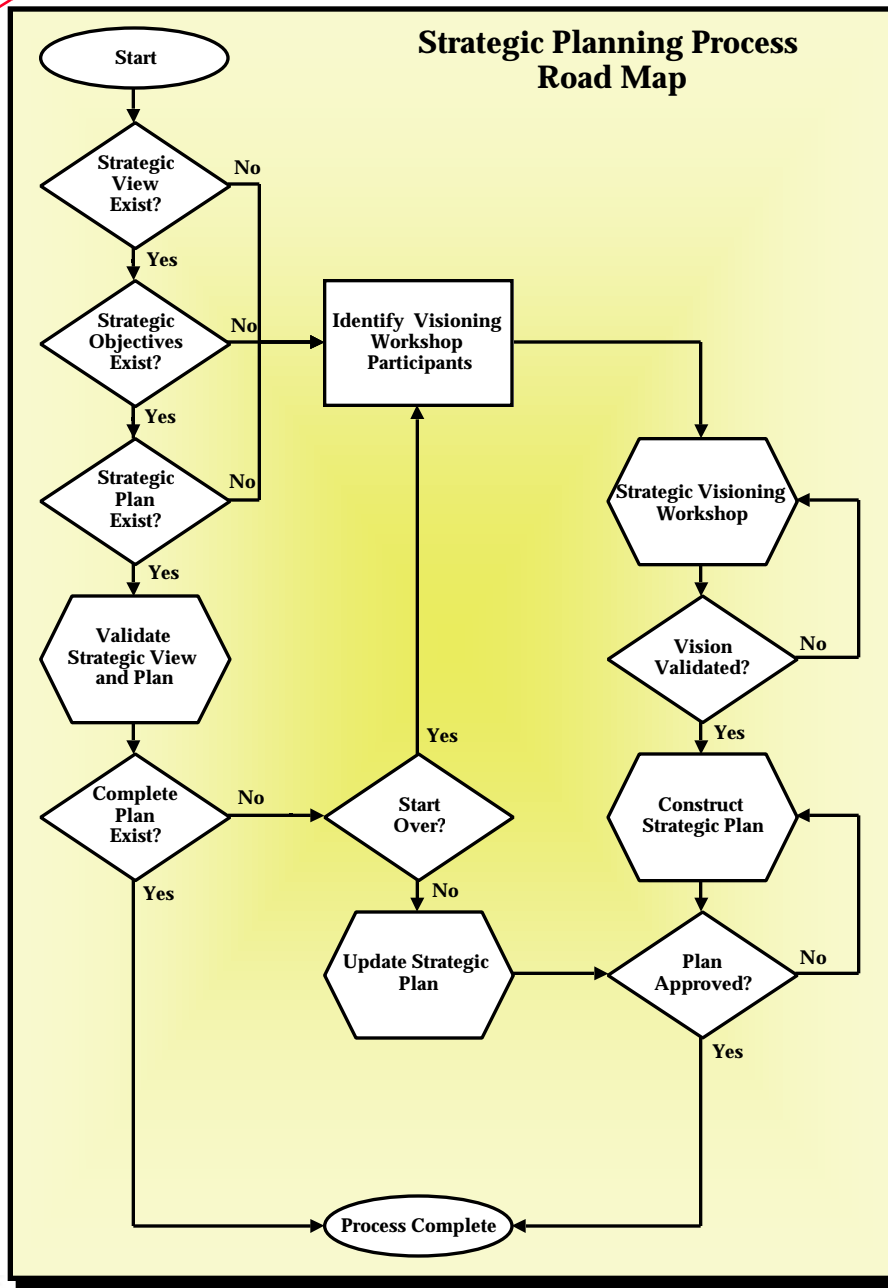 Strategic Planning Process
Road Map
Start
Strategic
View
Exist?
No
Yes
Strategic
Objectives
Exist?
No
Yes
Strategic
Plan
Exist?
No
Yes
Validate
Strategic View
and Plan
Complete
Plan
Exist?
No
Yes
Identify Visioning
Workshop
Participants
Yes
Start
Over?
No
Update Strategic
Plan
Strategic Visioning
Workshop
Vision
Validated?
No
Yes
Construct
Strategic Plan
Plan
Approved?
No
Yes
Process Complete